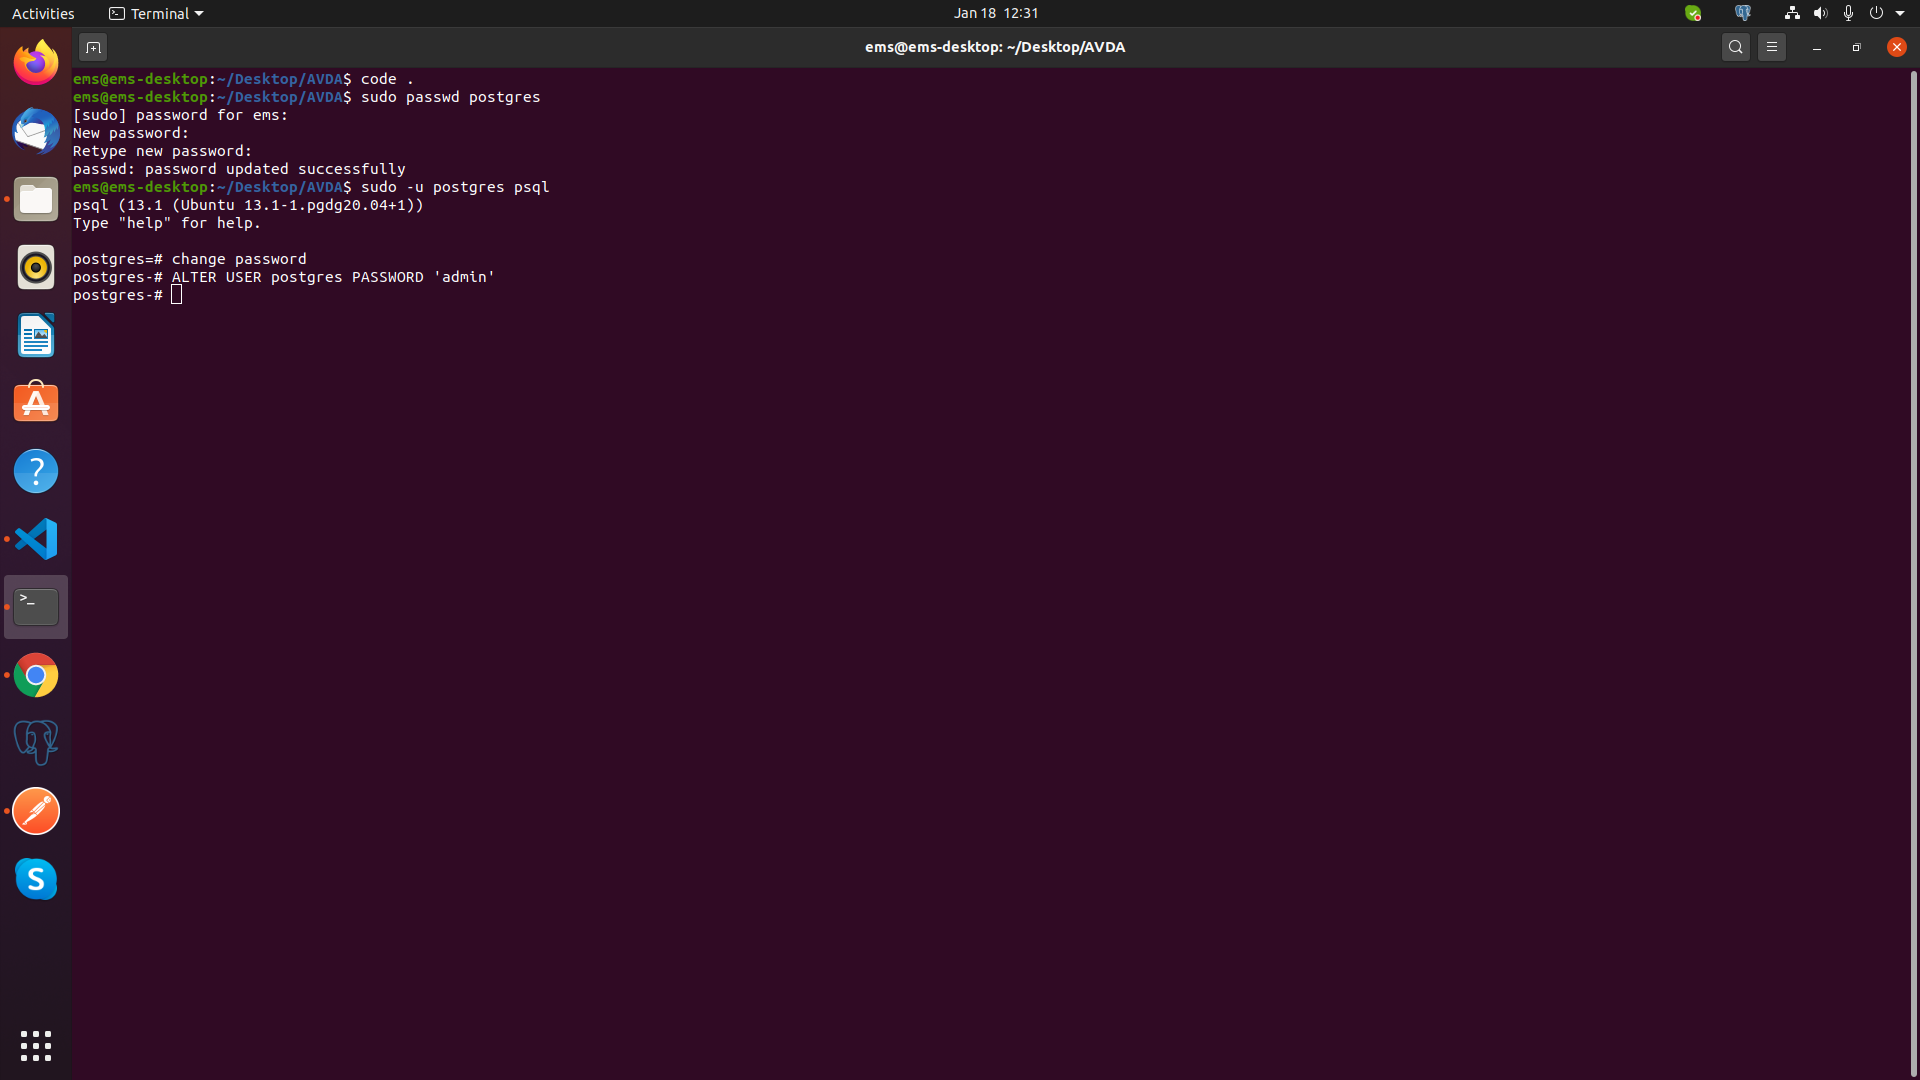 Activities
Terminal
Jan 18 12:31
ems@ems-desktop: ~/Desktop/AVDA
ems@ems-desktop:~/Desktop/AVDA$ code .
ems@ems-desktop:~/Desktop/AVDA$ sudo passwd postgres
[sudo] password for ems:
New password:
Retype new password:
passwd: password updated successfully
ems@ems-desktop:~/Desktop/AVDA$ sudo -u postgres psql
psql (13.1 (Ubuntu 13.1-1.pgdg20.04+1))
Type "help" for help.
postgres=# change password
postgres-# ALTER USER postgres PASSWORD 'admin'
postgres-#